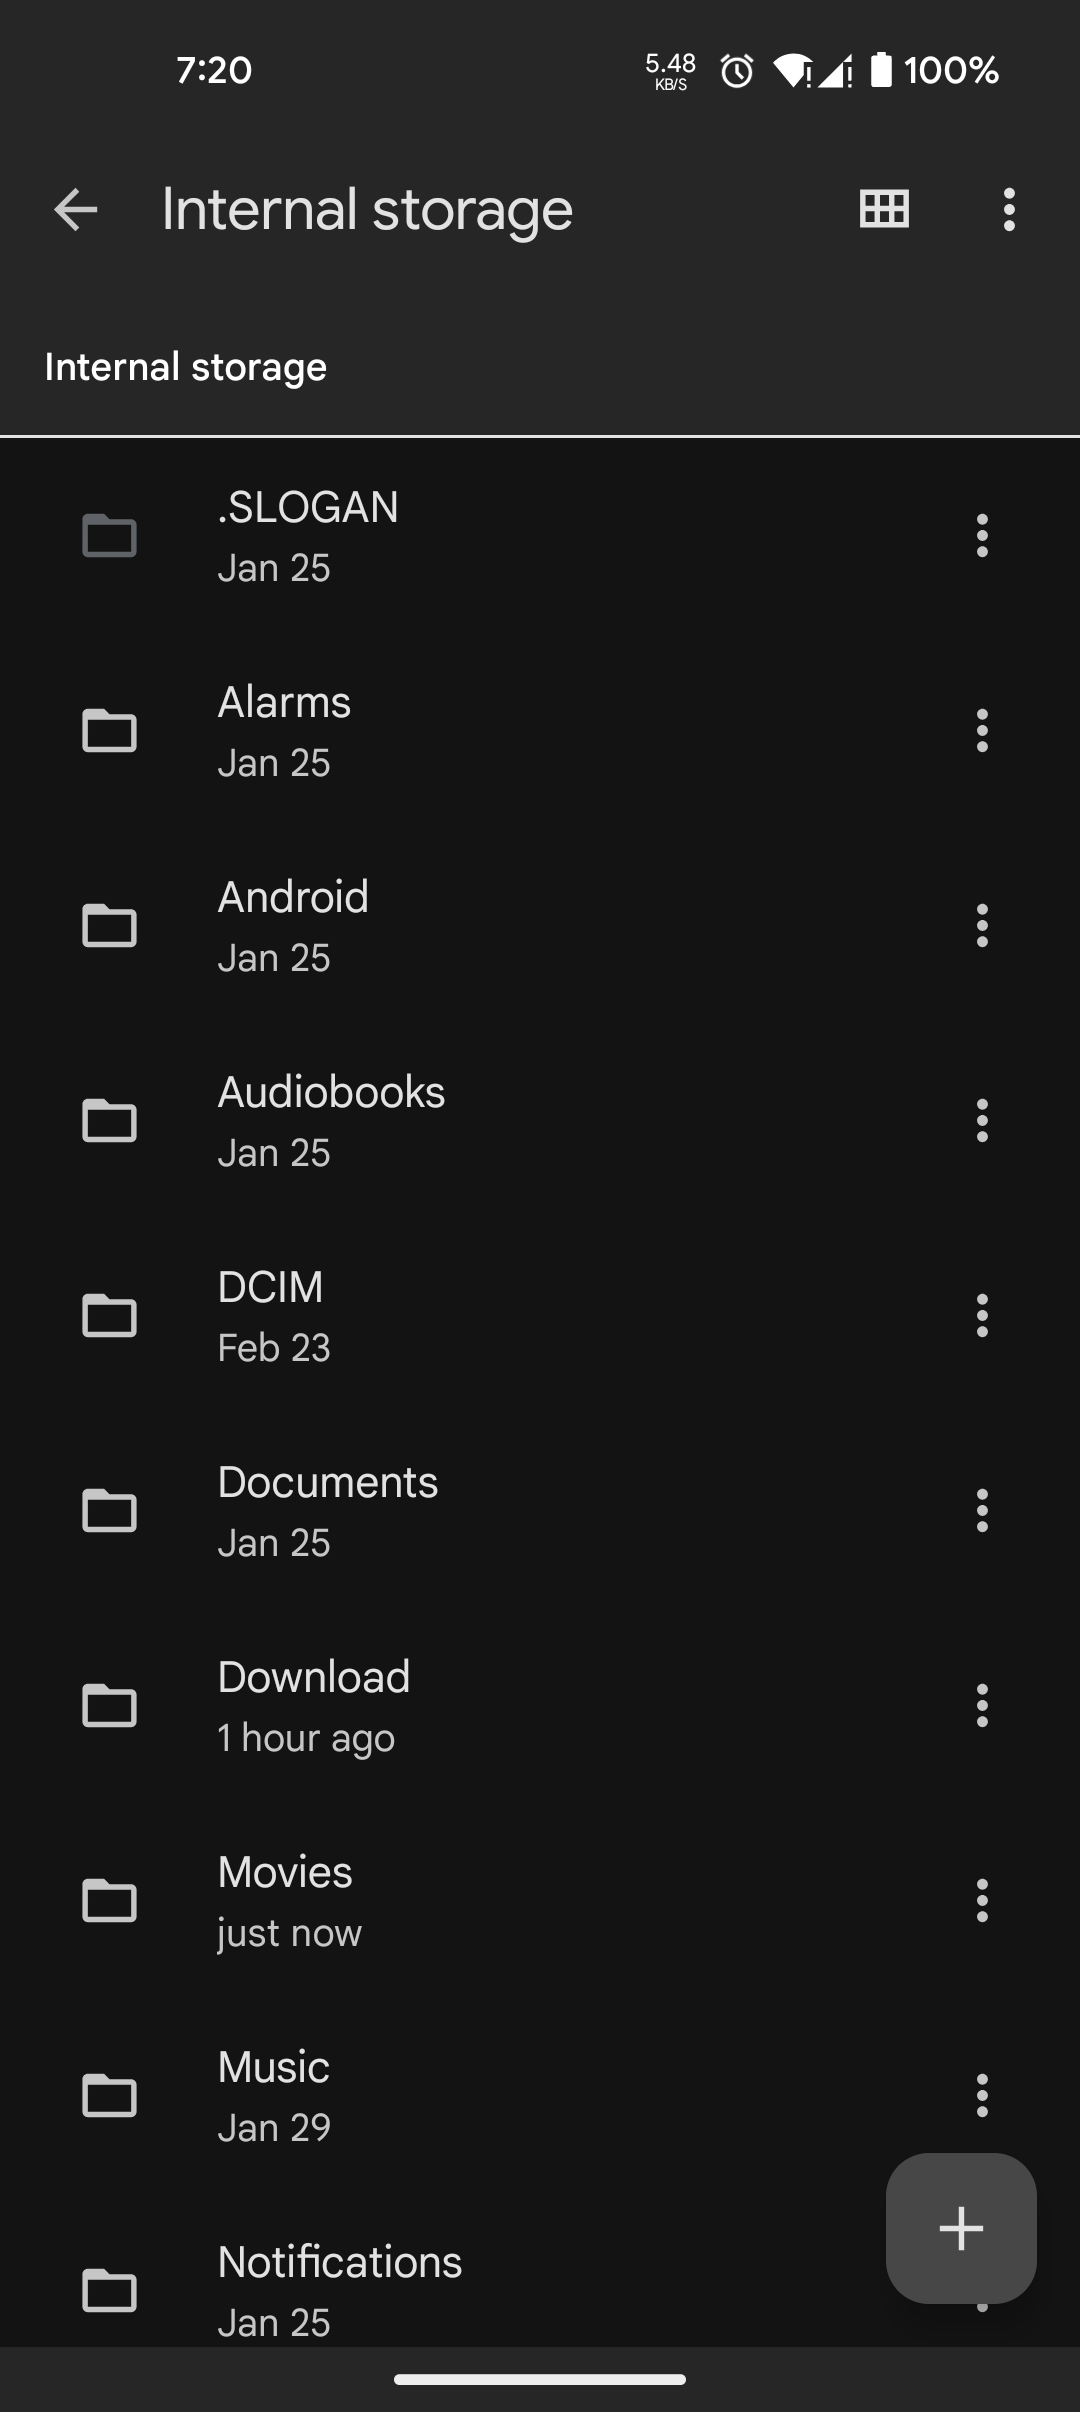 7:20
5.48
KB/S
100%
Internal storage
Internal storage
.SLOGAN
Jan 25
Alarms
Jan 25
Android
Jan 25
Audiobooks
Jan 25
DCIM
Feb 23
Documents
Jan 25
Download
1 hour ago
Movies
just now
Music
Jan 29
Notifications
Jan 25